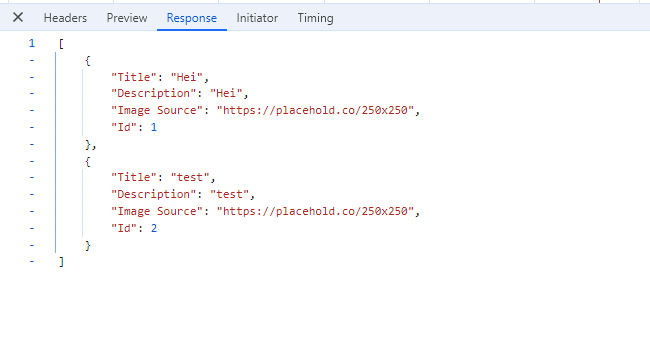 Headers Preview Response Initiator Timing
1 [
- {
- "Title": "Hei",
- "Description": "Hei",
- "Image Source": "https://placehold.co/250x250",
- "Id": 1
- },
- {
- "Title": "test",
- "Description": "test",
- "Image Source": "https://placehold.co/250x250",
- "Id": 2
- }
- ]